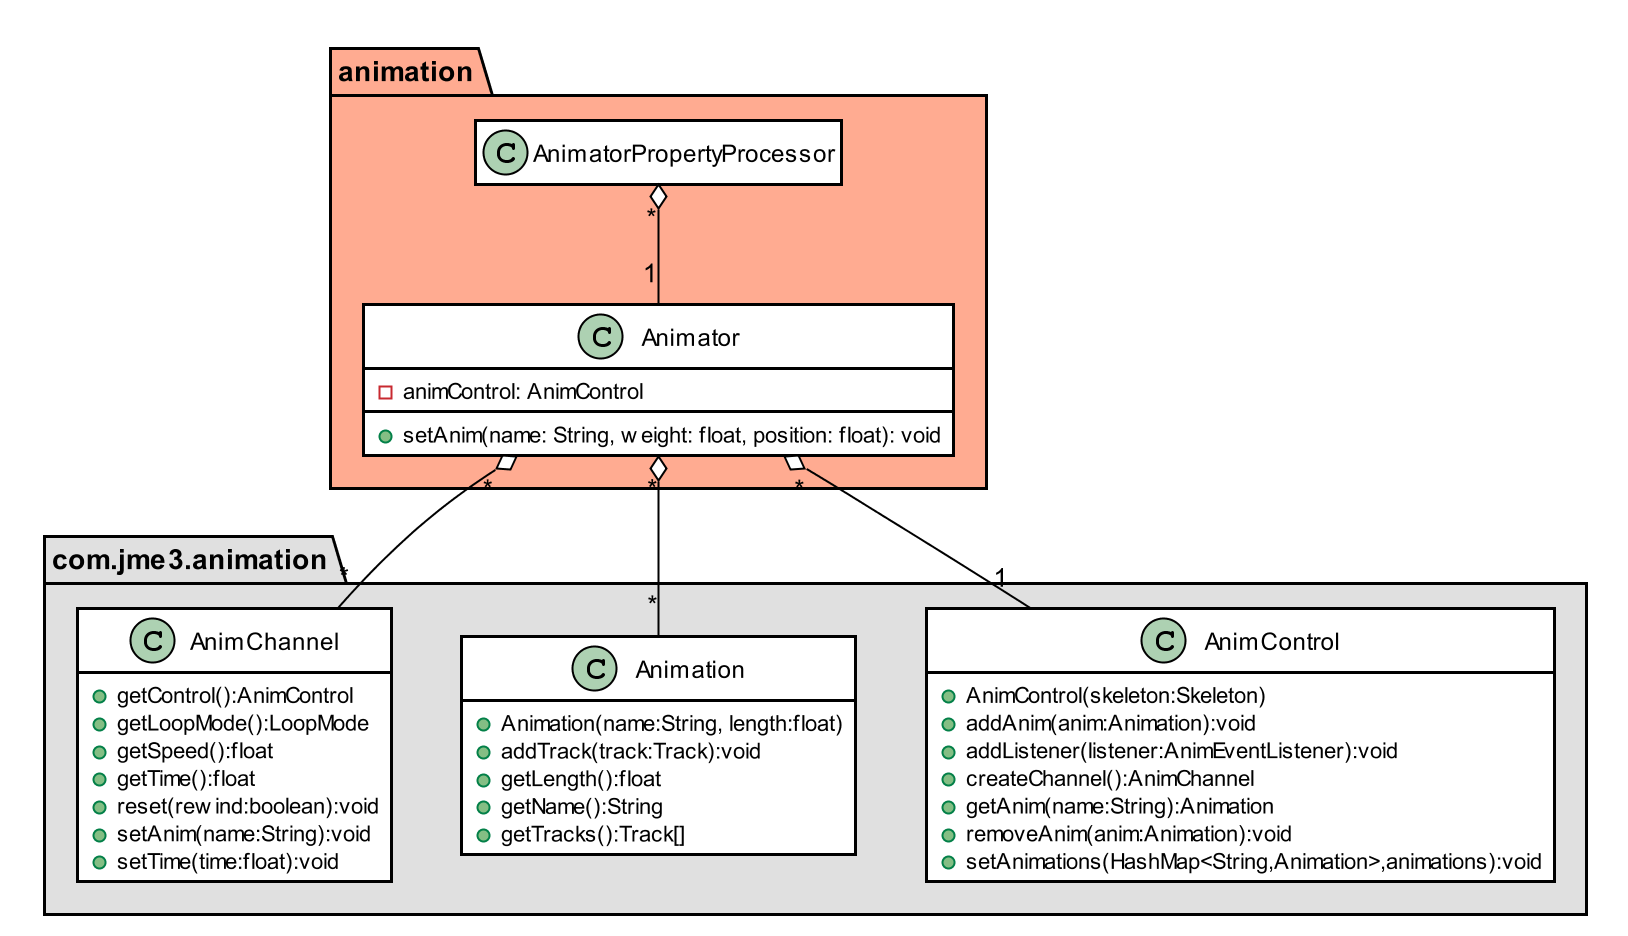 animation
C AnimatorPropertyProcessor
*
1
C Animator
animControl: AnimControl
setAnim(name: String, weight: float, position: float): void
* * *
com.jme3.animation
* * 1
C AnimChannel
getControl():AnimControl
getLoopMode():LoopMode
getSpeed():float
getTime():float
reset(rewind:boolean):void
setAnim(name:String):void
setTime(time:float):void
C Animation
Animation(name:String, length:float)
addTrack(track:Track):void
getLength():float
getName():String
getTracks():Track[]
C AnimControl
AnimControl(skeleton:Skeleton)
addAnim(anim:Animation):void
addListener(listener:AnimEventListener):void
createChannel():AnimChannel
getAnim(name:String):Animation
removeAnim(anim:Animation):void
setAnimations(HashMap<String,Animation>,animations):void